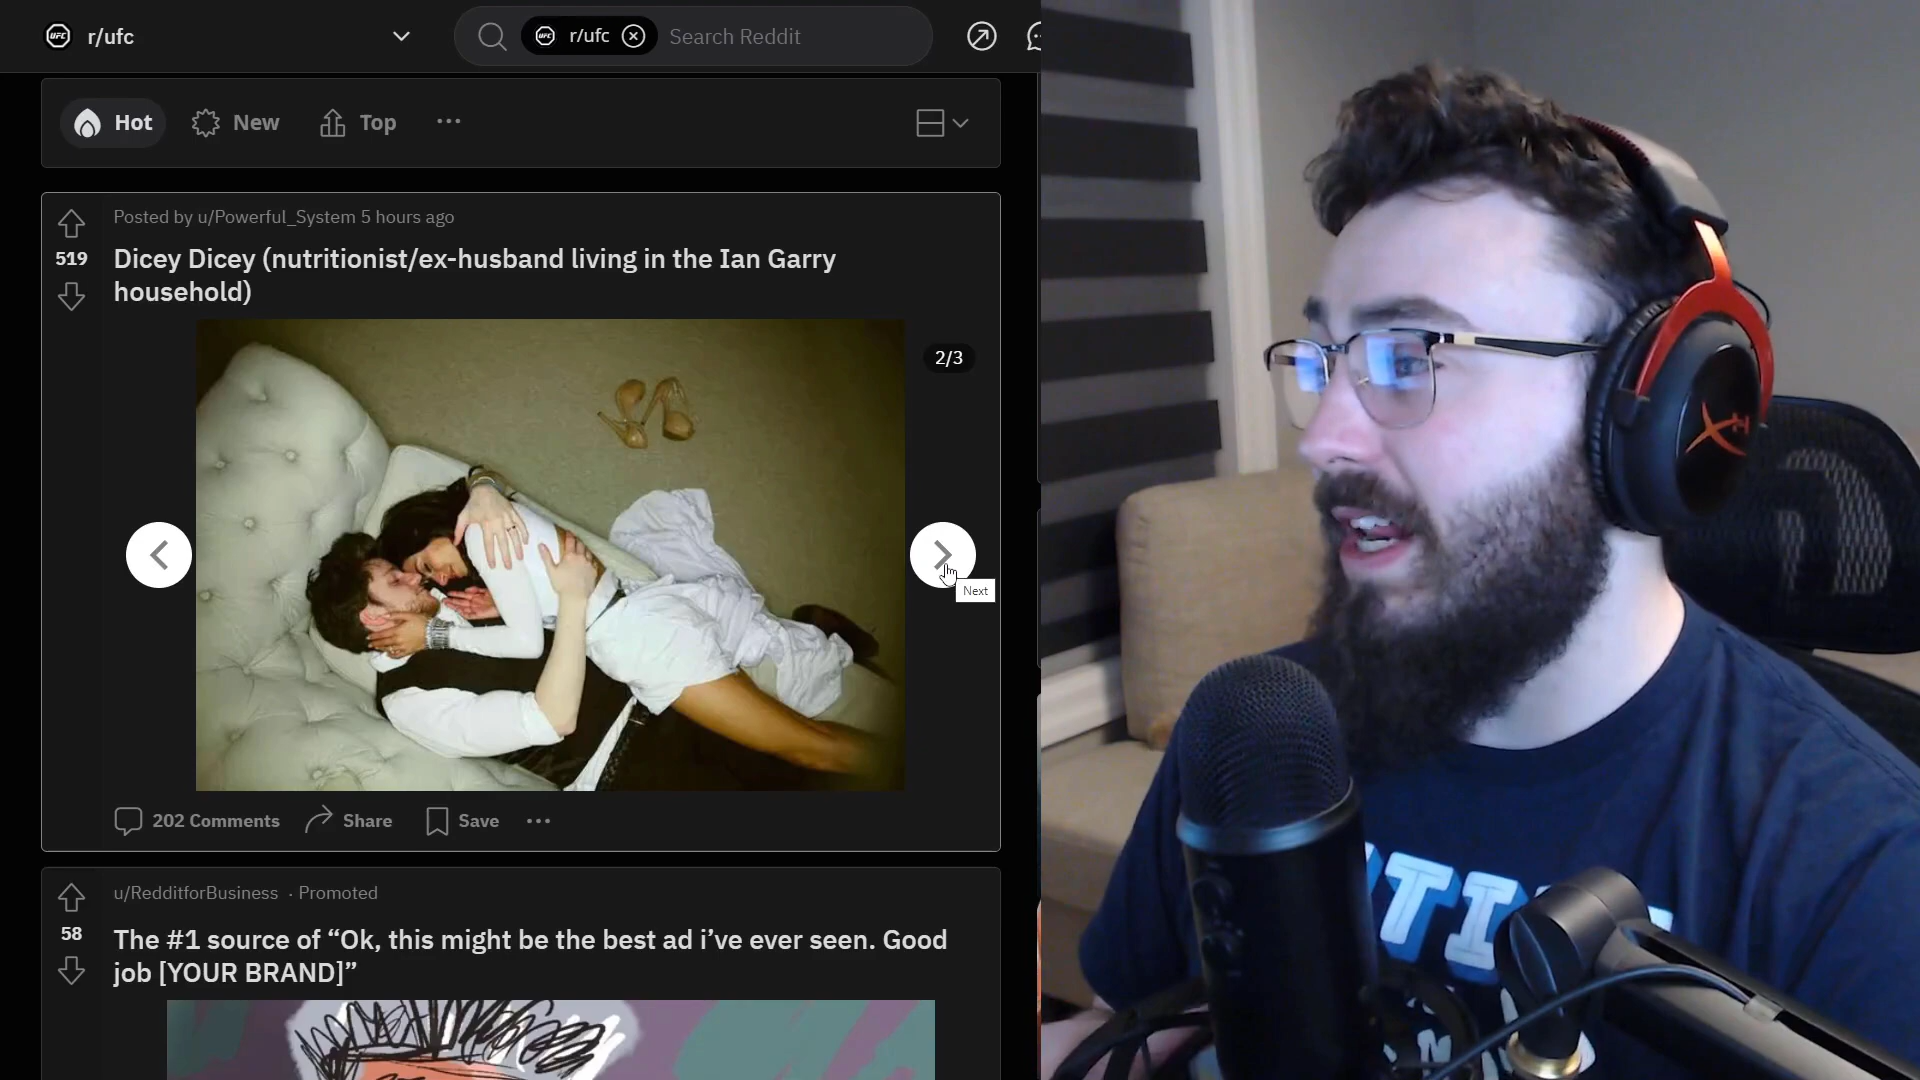 r/ufc
UFC r/ufc Search Reddit
Hot New Top
Posted by u/Powerful_System 5 hours ago
519
Dicey Dicey (nutritionist/ex-husband living in the Ian Garry
household)
2/3
Next
202 Comments Share Save
u/RedditforBusiness · Promoted
58
The #1 source of “Ok, this might be the best ad i’ve ever seen. Good
job [YOUR BRAND]”